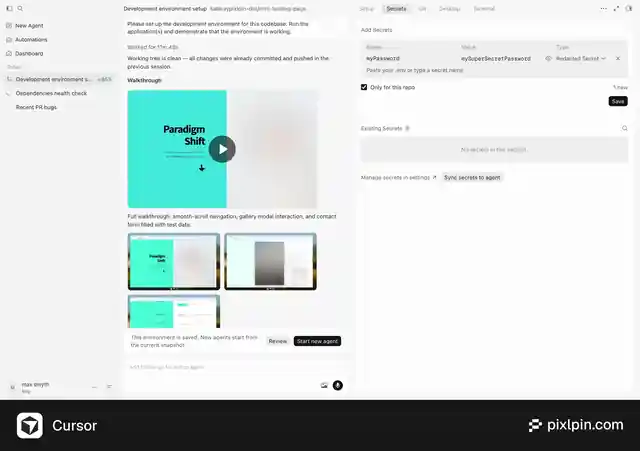 New Agent
Automations
Dashboard
Development environment s...
Dependencies health check
Recent PR bugs
max smyth
Development environment setup
Please set up the development environment for this codebase. Run the
application(s) and demonstrate that the environment is working.
Worked for 11m 48s
Working tree is clean — all changes were already committed and pushed in the
previous session.
Walkthrough
Paradigm
Shift
Full walkthrough: smooth-scroll navigation, gallery modal interaction, and contact
form filled with test data.
This environment is saved. New agents start from
the current snapshot.
Review
Start new agent
Setup
Secrets
Git
Desktop
Terminal
Add Secrets
Name
Value
Type
myPassword
mySuperSecretPassword
Redacted Secret
Paste your .env or type a secret name
Only for this repo
1 new
Save
Existing Secrets
No secrets in this section
Manage secrets in settings ↗
Sync secrets to agent
Cursor
pixlpin.com